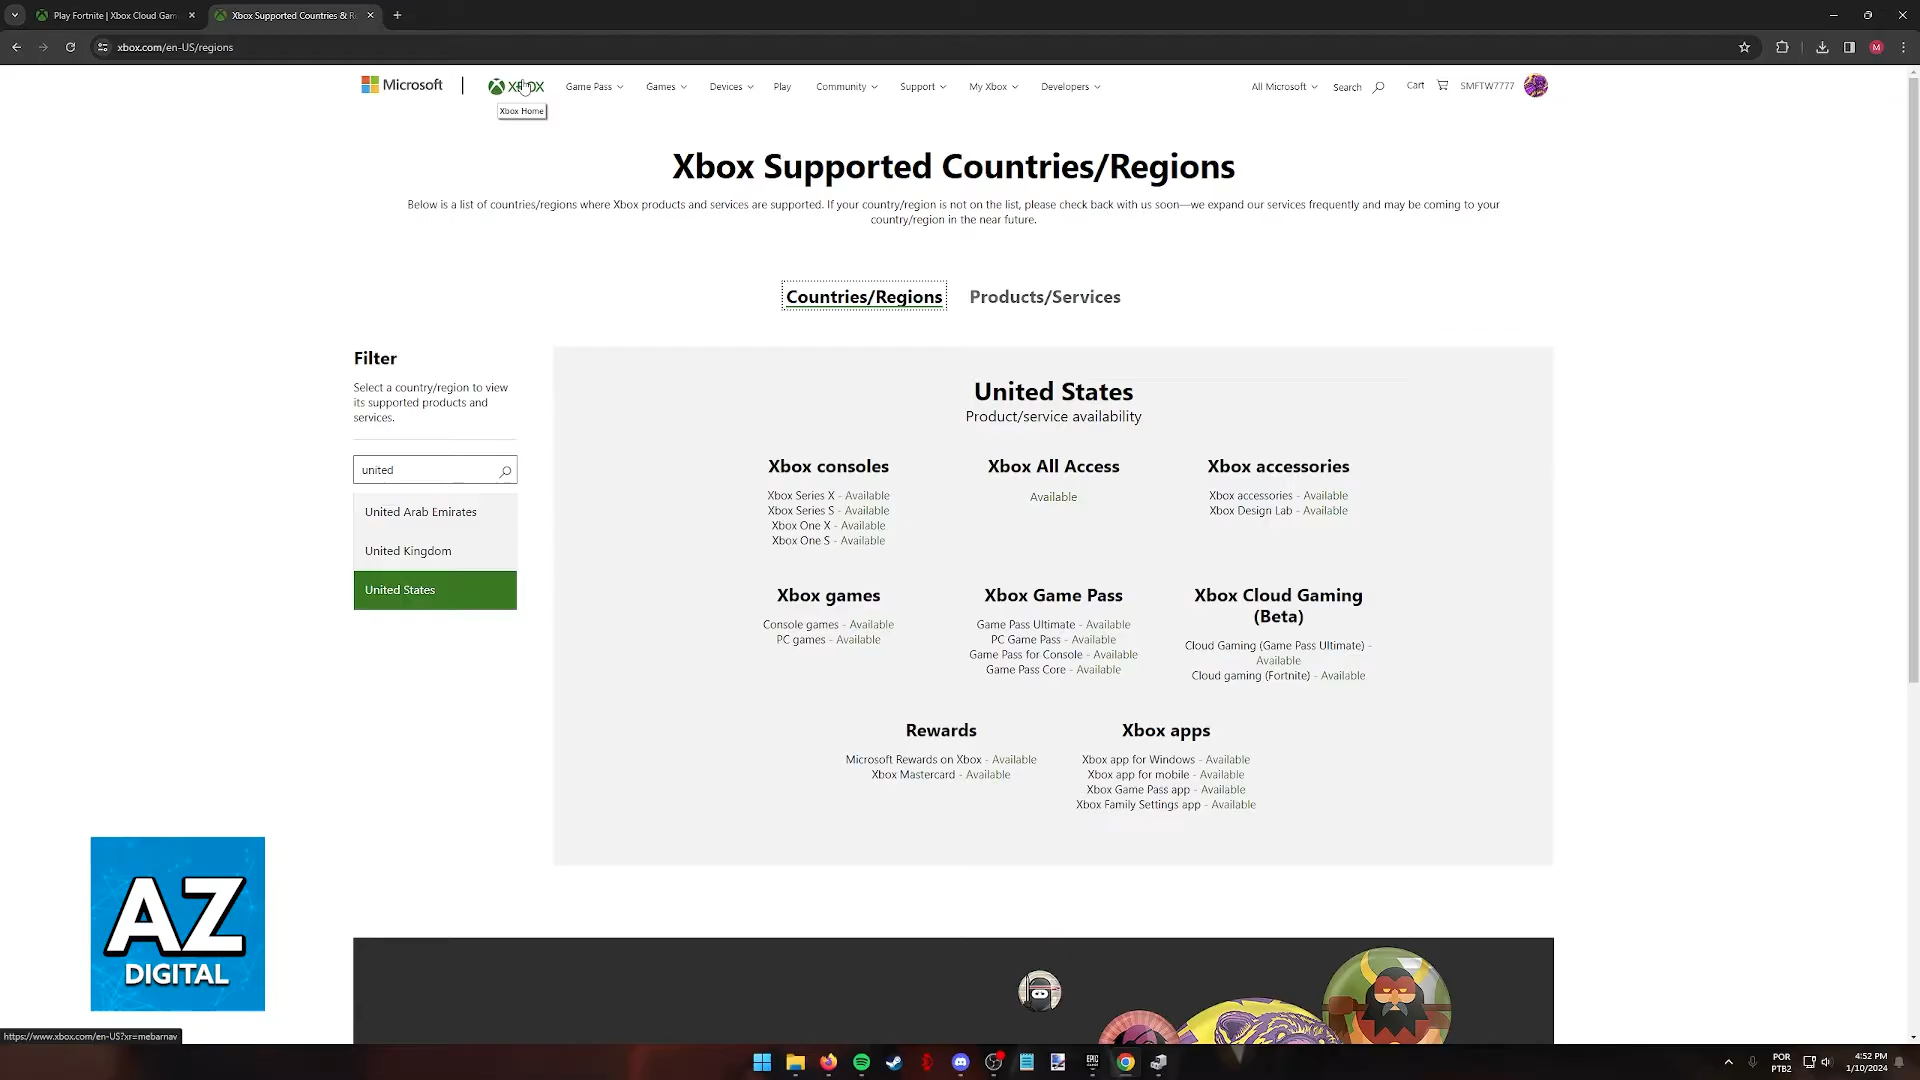 Play Fortnite | Xbox Cloud Gam
Xbox Supported Countries & R
xbox.com/en-US/regions
M
Microsoft
XBOX
Game Pass
Games
Devices
Play
Community
Support
My Xbox
Developers
All Microsoft
Search
Cart
SMFTW7777
Xbox Home
Xbox Supported Countries/Regions
Below is a list of countries/regions where Xbox products and services are supported. If your country/region is not on the list, please check back with us soon—we expand our services frequently and may be coming to your
country/region in the near future.
Countries/Regions
Products/Services
Filter
Select a country/region to view
its supported products and
services.
united
United Arab Emirates
United Kingdom
United States
United States
Product/service availability
Xbox consoles
Xbox Series X - Available
Xbox Series S - Available
Xbox One X - Available
Xbox One S - Available
Xbox All Access
Available
Xbox accessories
Xbox accessories - Available
Xbox Design Lab - Available
Xbox games
Console games - Available
PC games - Available
Xbox Game Pass
Game Pass Ultimate - Available
PC Game Pass - Available
Game Pass for Console - Available
Game Pass Core - Available
Xbox Cloud Gaming
(Beta)
Cloud Gaming (Game Pass Ultimate) -
Available
Cloud gaming (Fortnite) - Available
Rewards
Microsoft Rewards on Xbox - Available
Xbox Mastercard - Available
Xbox apps
Xbox app for Windows - Available
Xbox app for mobile - Available
Xbox Game Pass app - Available
Xbox Family Settings app - Available
AZ
DIGITAL
https://www.xbox.com/en-US?xr=mebarnav
EPIC
POR
PTB2
4:52 PM
1/10/2024